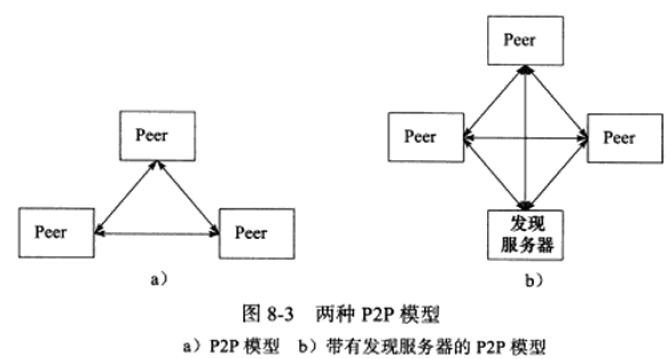 Peer
Peer
Peer
a）
Peer
Peer
Peer
发现
服务器
b）
图 8-3 两种 P2P 模型
a）P2P 模型 b）带有发现服务器的 P2P 模型